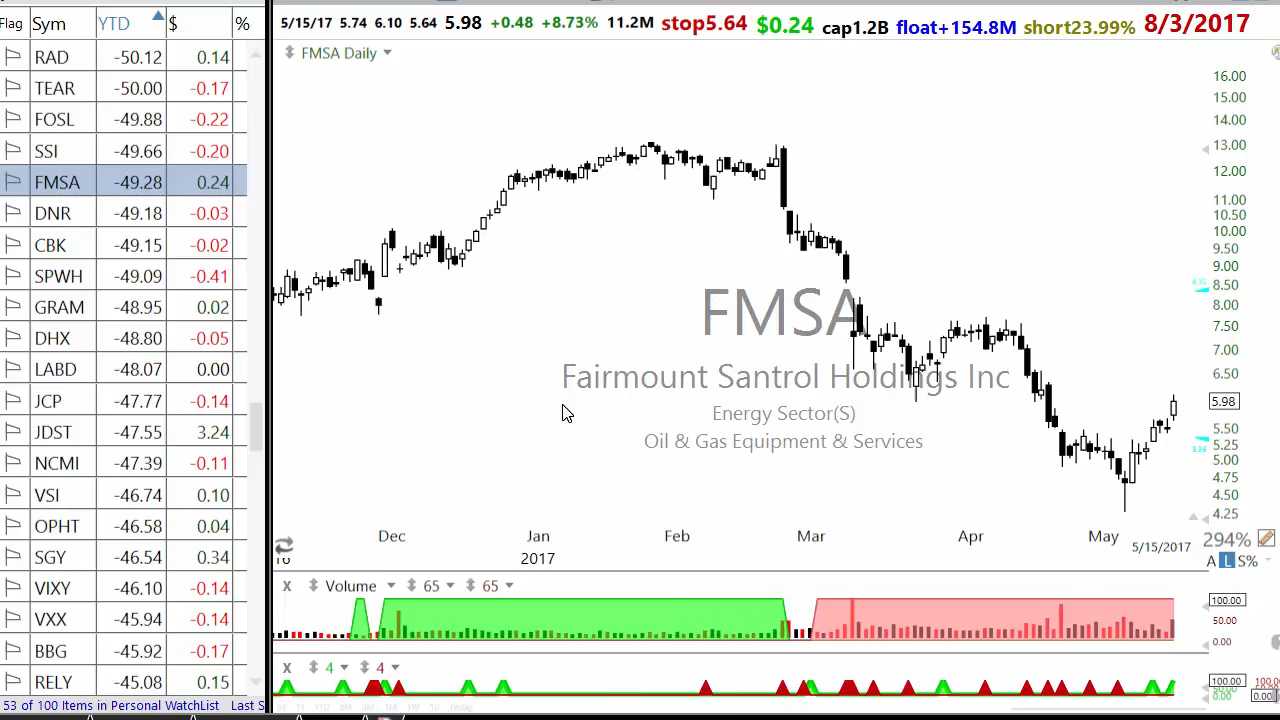 Flag Sym YTD $ %
RAD -50.12 0.14
TEAR -50.00 -0.17
FOSL -49.88 -0.22
SSI -49.66 -0.20
FMSA -49.28 0.24
DNR -49.18 -0.03
CBK -49.15 -0.02
SPWH -49.09 -0.41
GRAM -48.95 0.02
DHX -48.80 -0.05
LABD -48.07 0.00
JCP -47.77 -0.14
JDST -47.55 3.24
NCMI -47.39 -0.11
VSI -46.74 0.10
OPHT -46.58 0.04
SGY -46.54 0.34
VIXY -46.10 -0.14
VXX -45.94 -0.14
BBG -45.92 -0.17
RELY -45.08 0.15
53 of 100 Items in Personal WatchList Last S
5/15/17 5.74 6.10 5.64 5.98 +0.48 +8.73% 11.2M stop5.64 $0.24 cap1.2B float+154.8M short23.99% 8/3/2017
FMSA Daily
16.00
15.00
14.00
13.00
12.00
11.00
10.50
10.00
9.50
9.00
8.50
8.00
7.50
7.00
6.50
5.98
5.50
5.25
5.00
4.75
4.50
4.25
FMSA
Fairmount Santrol Holdings Inc
Energy Sector(S)
Oil & Gas Equipment & Services
Dec Jan Feb Mar Apr May 5/15/2017
16 2017
294%
A L S%
X Volume 65 65
100.00
50.00
0.00
X 4 4
100.00 100.0
0.00 0.00